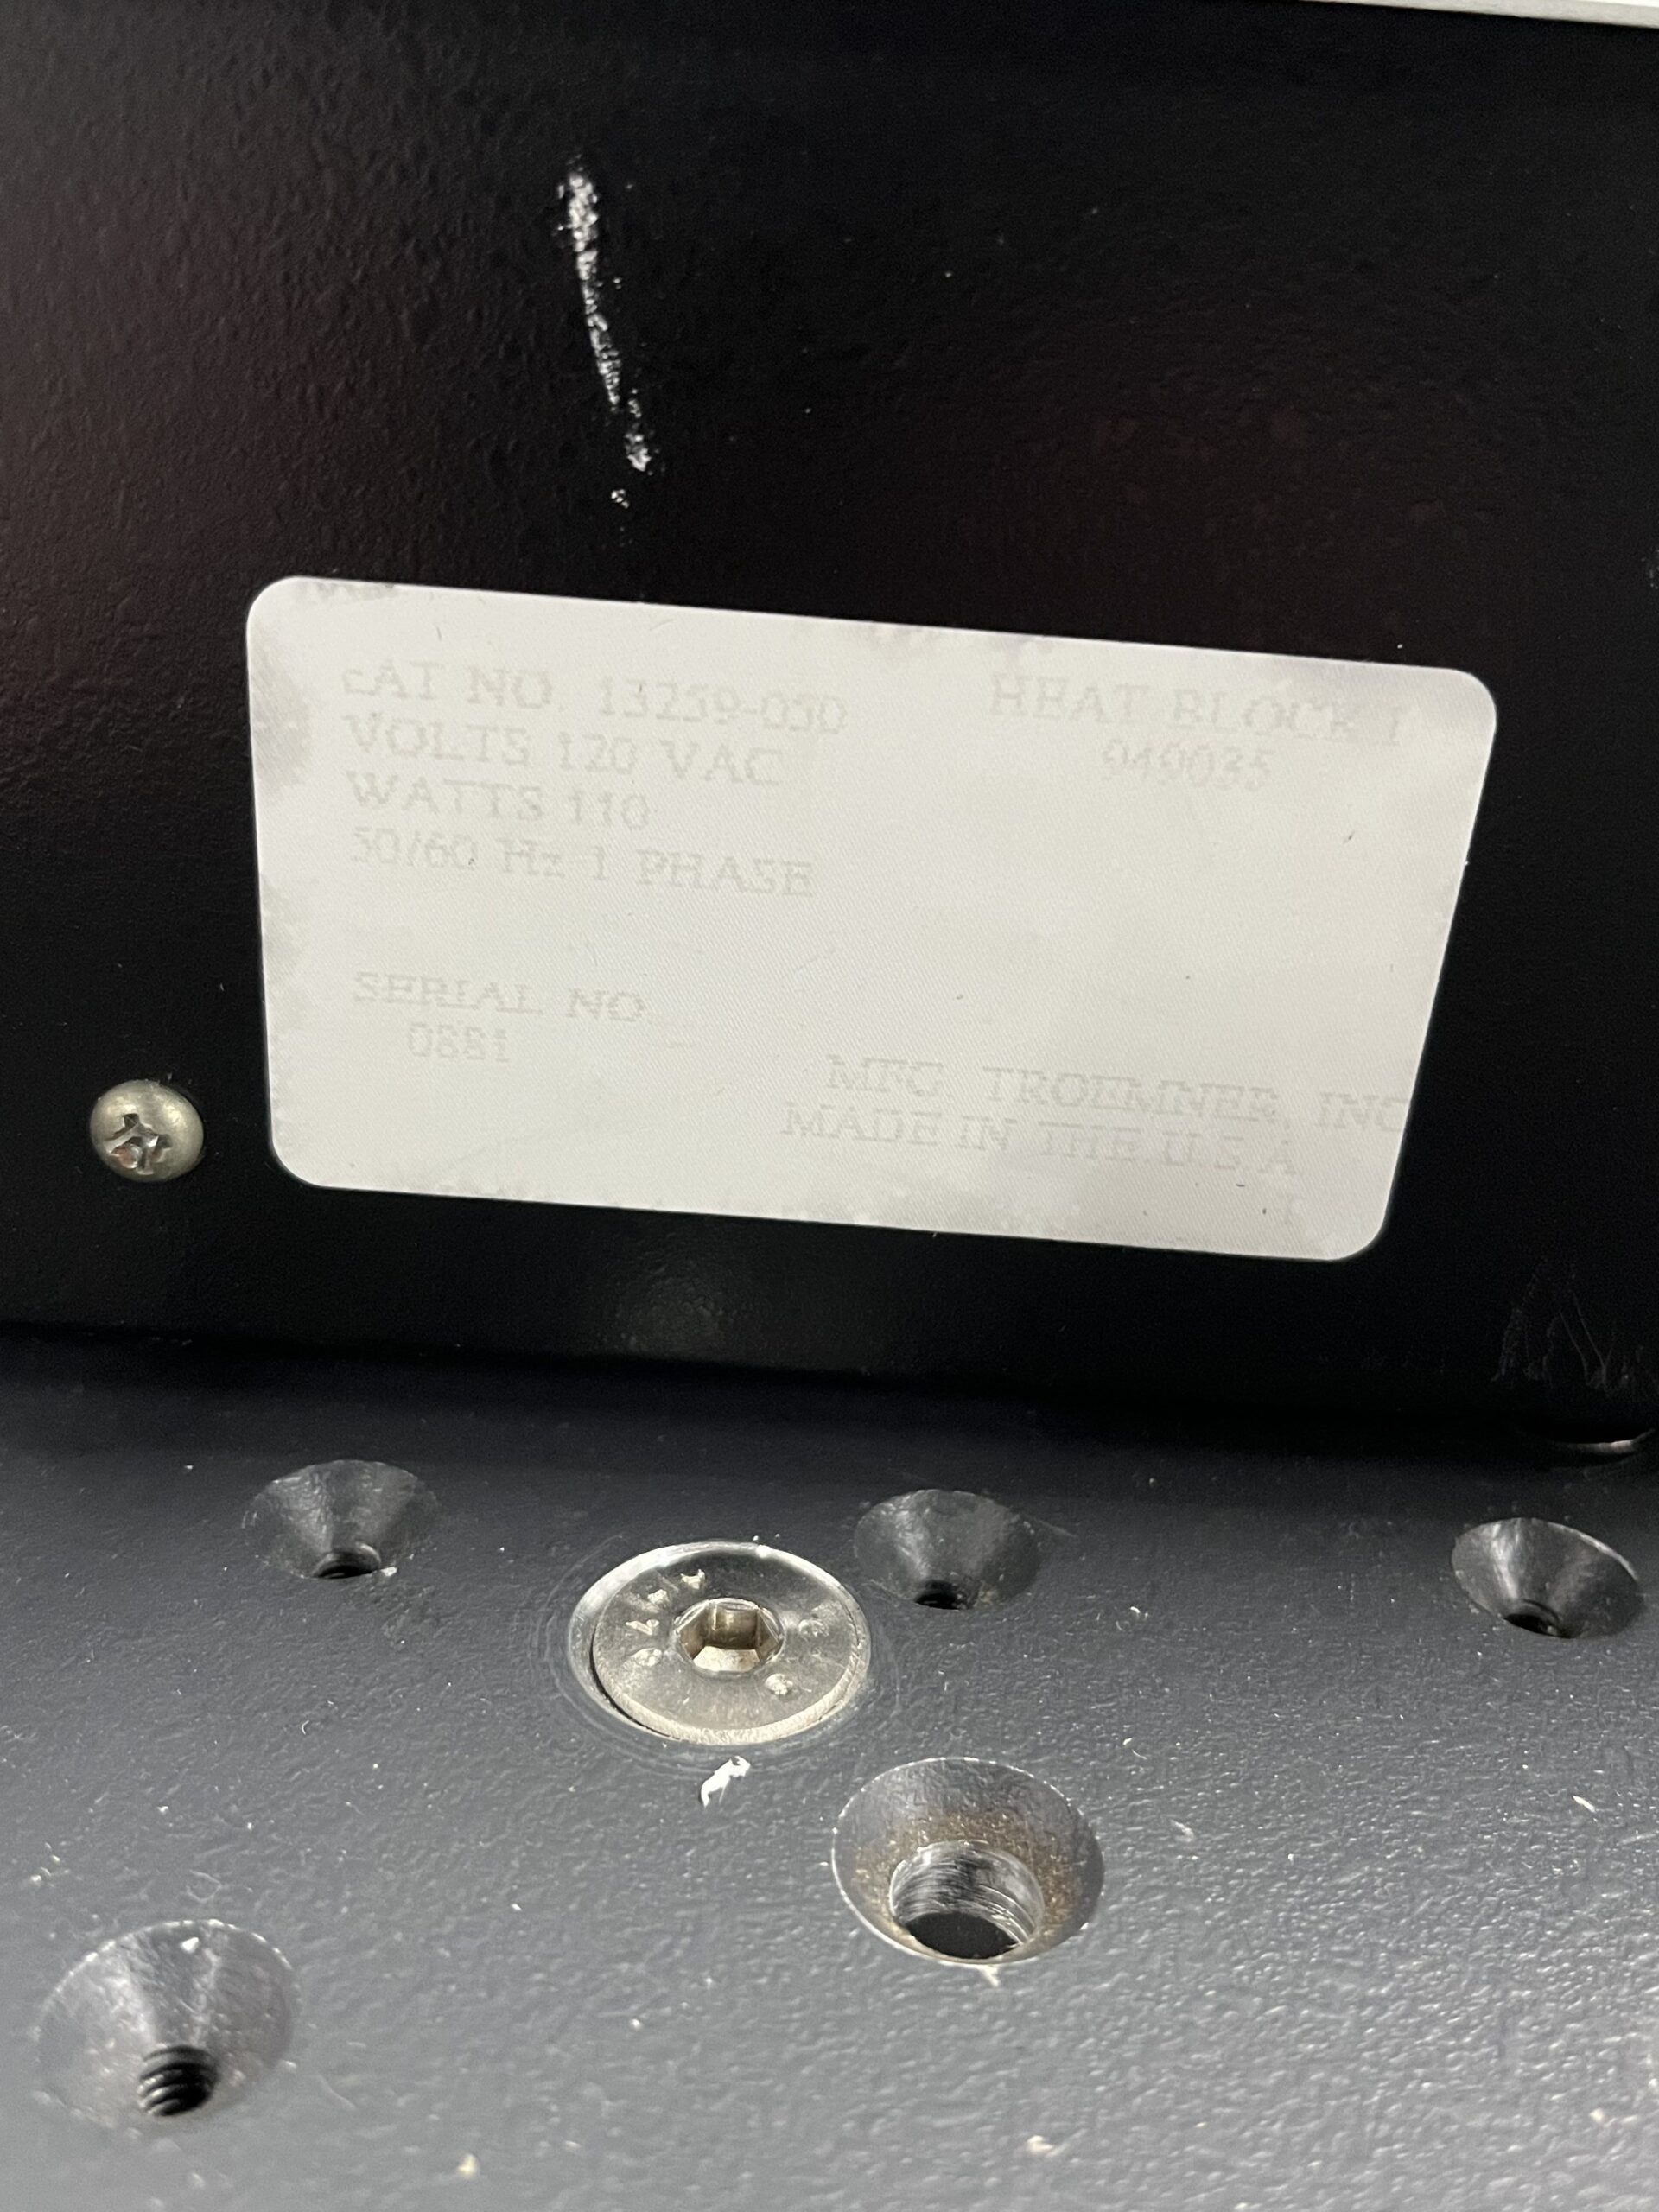 CAT NO. 13259-050
HEAT BLOCK I
VOLTS 120 VAC
949035
WATTS 110
50/60 Hz 1 PHASE
SERIAL NO.
0881
MFG. TROEMNER, INC
MADE IN THE U.S.A.